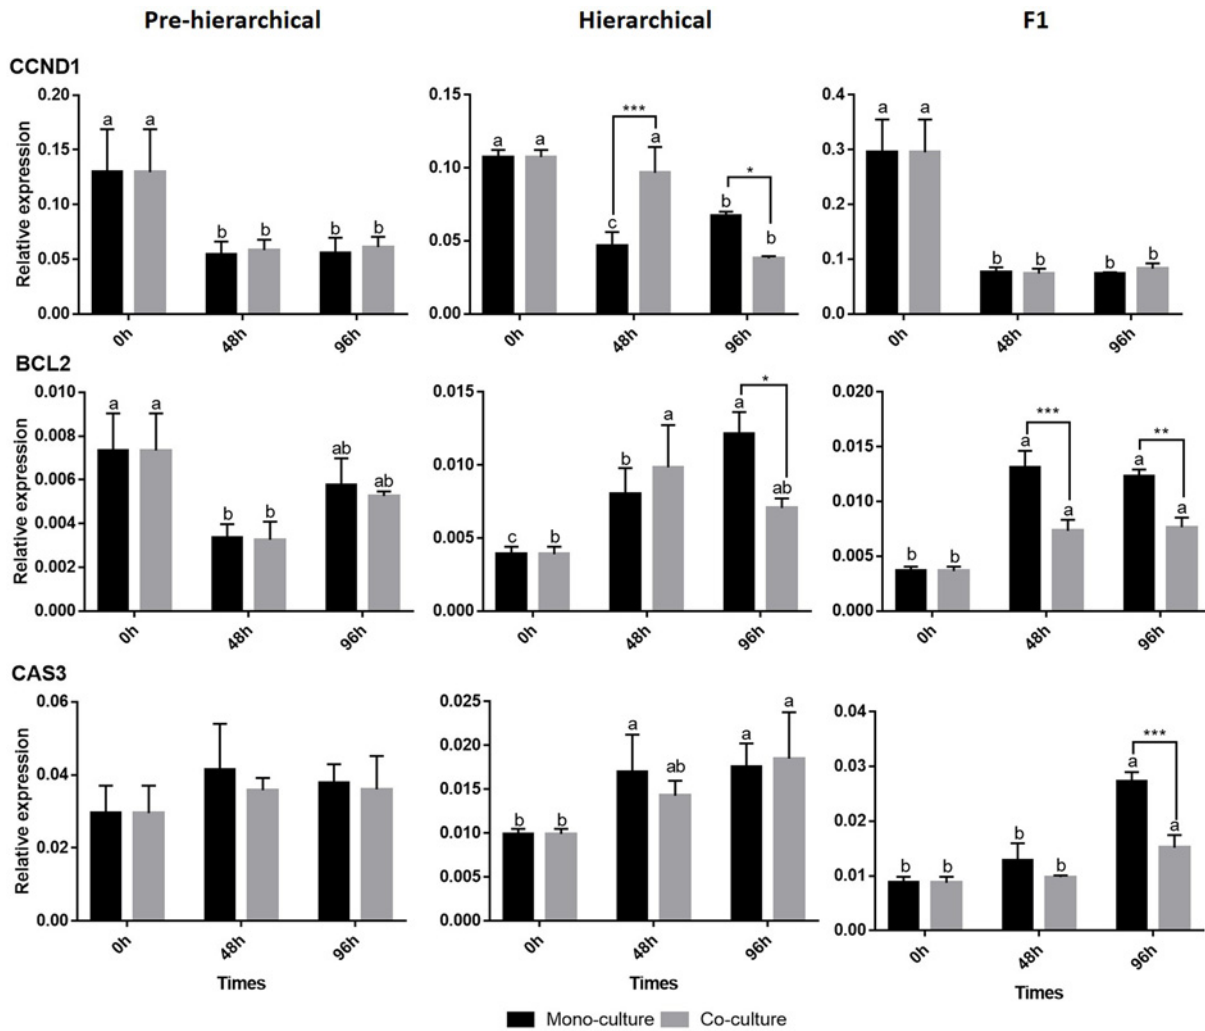 Pre-hierarchical Hierarchical F1
CCND1
Relative expression
0.20
0.15
0.10
0.05
0.00
a a
b b
b b
0h 48h 96h
0.15
0.10
0.05
0.00
a a
c *** a
b * b
0h 48h 96h
0.4
0.3
0.2
0.1
0.0
a a
b b
b b
0h 48h 96h
BCL2
Relative expression
0.010
0.008
0.006
0.004
0.002
0.000
a a
b b
ab ab
0h 48h 96h
0.015
0.010
0.005
0.000
c b
b a
a * ab
0h 48h 96h
0.020
0.015
0.010
0.005
0.000
b b
a *** a
a ** a
0h 48h 96h
CAS3
Relative expression
0.06
0.04
0.02
0.00
0h 48h 96h
Times
0.025
0.020
0.015
0.010
0.005
0.000
b b
a ab
a a
0h 48h 96h
Times
0.04
0.03
0.02
0.01
0.00
b b
b b
a *** a
0h 48h 96h
Times
Mono-culture Co-culture